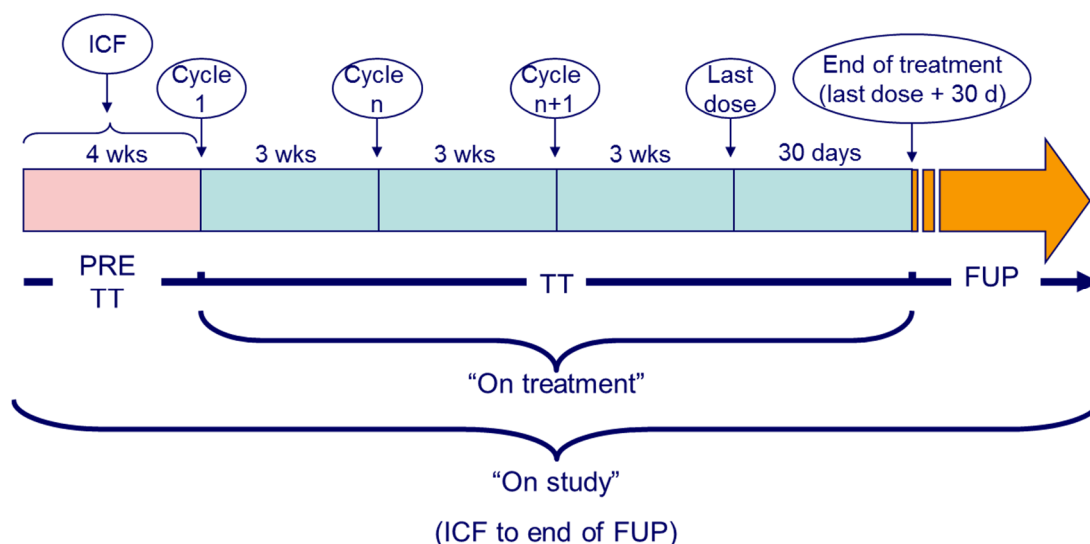 ICF
Cycle
1
Cycle
n
Cycle
n+1
Last
dose
End of treatment
(last dose + 30 d)
4 wks
3 wks
3 wks
3 wks
30 days
PRE
TT
TT
FUP
“On treatment”
“On study”
(ICF to end of FUP)